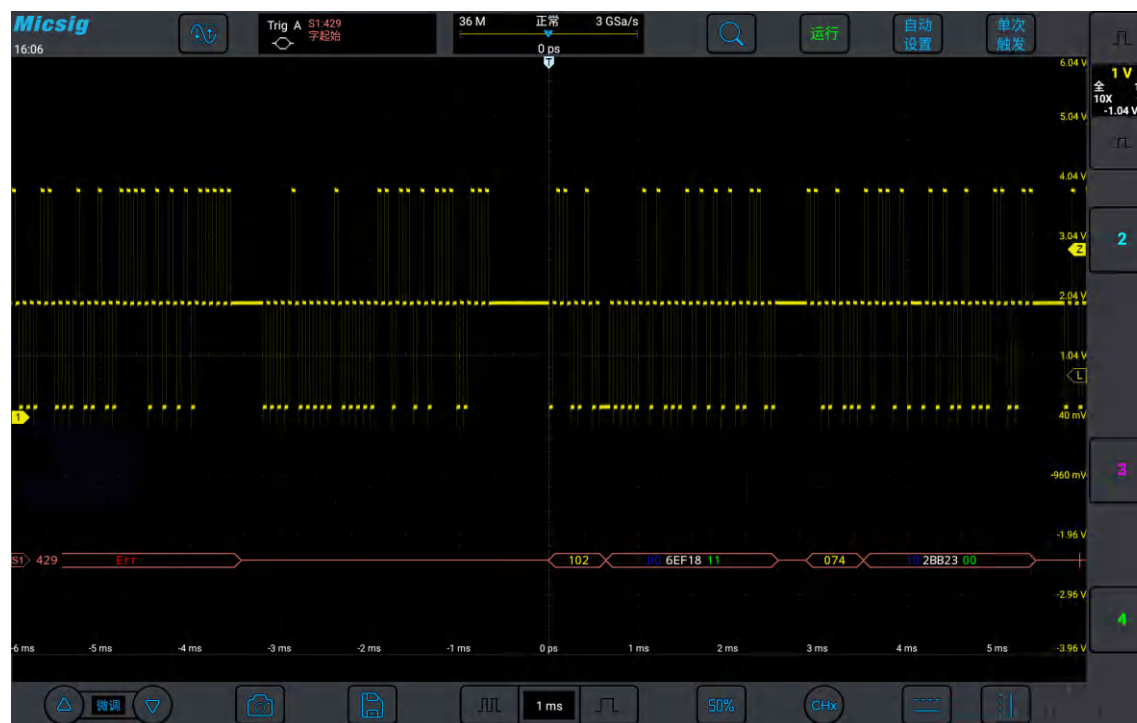 Micsig
16:06
Trig A S1:429
字起始
36 M 正常 3 GSa/s
0 ps
运行
自动
设置
单次
触发
T
6.04 V
5.04 V
4.04 V
3.04 V
2.04 V
1.04 V
40 mV
-960 mV
-1.96 V
-2.96 V
-3.96 V
1 V
全 1
10X
-1.04 V
Z
L
1
2
3
4
S1 429 Err 102 00 6EF18 11 074 10 2BB23 00
-6 ms -5 ms -4 ms -3 ms -2 ms -1 ms 0 ps 1 ms 2 ms 3 ms 4 ms 5 ms
微调
1 ms
50%
CHx